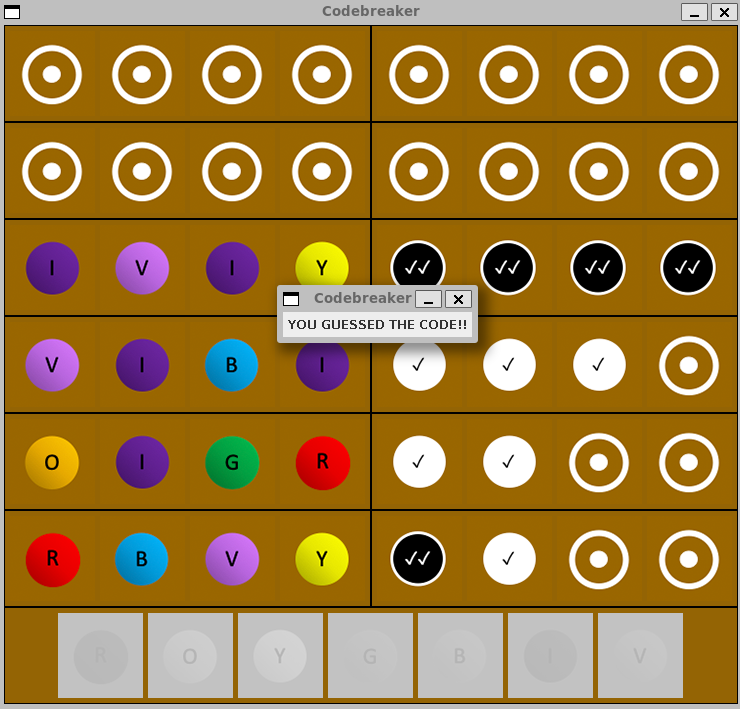 Codebreaker
I V I Y ✓✓ ✓✓ ✓✓ ✓✓
Codebreaker
YOU GUESSED THE CODE!!
V I B I ✓ ✓ ✓
O I G R ✓ ✓
R B V Y ✓✓ ✓
R O Y G B I V